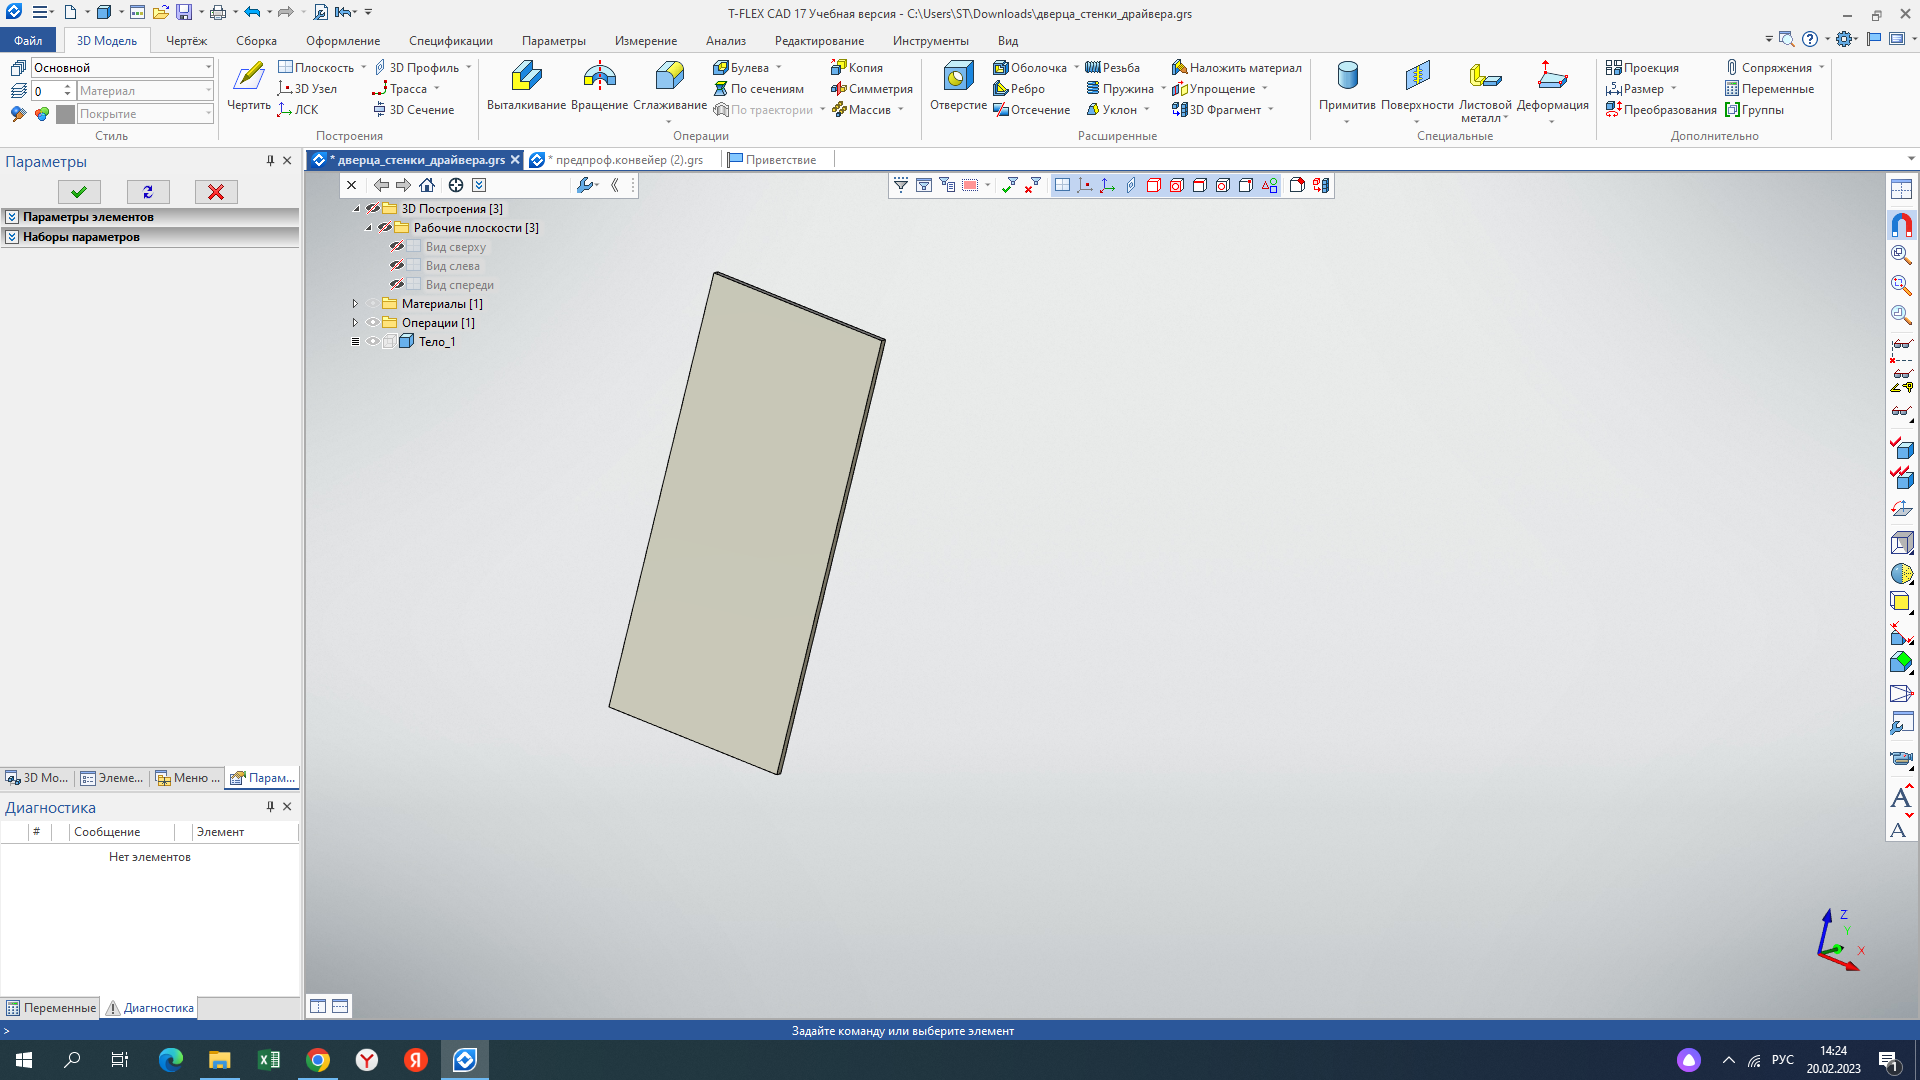 T-FLEX CAD 17 Учебная версия - C:\Users\ST\Downloads\дверца_стенки_драйвера.grs
Файл 3D Модель Чертёж Сборка Оформление Спецификации Параметры Измерение Анализ Редактирование Инструменты Вид
Основной
0 Материал
Покрытие
Стиль
Чертить
Плоскость
3D Узел
ЛСК
3D Профиль
Трасса
3D Сечение
Построения
Выталкивание Вращение Сглаживание
Булева
По сечениям
По траектории
Копия
Симметрия
Массив
Операции
Отверстие
Оболочка
Ребро
Отсечение
Резьба
Пружина
Уклон
Наложить материал
Упрощение
3D Фрагмент
Расширенные
Примитив Поверхности Листовой металл Деформация
Специальные
Проекция
Размер
Преобразования
Сопряжения
Переменные
Группы
Дополнительно
Параметры
Параметры элементов
Наборы параметров
* дверца_стенки_драйвера.grs * предпроф.конвейер (2).grs Приветствие
3D Построения [3]
Рабочие плоскости [3]
Вид сверху
Вид слева
Вид спереди
Материалы [1]
Операции [1]
Тело_1
3D Мо... Элеме... Меню ... Парам...
Диагностика
# Сообщение Элемент
Нет элементов
Переменные Диагностика
Z
Y
X
A
A
> Задайте команду или выберите элемент
Я
РУС
14:24
20.02.2023
1